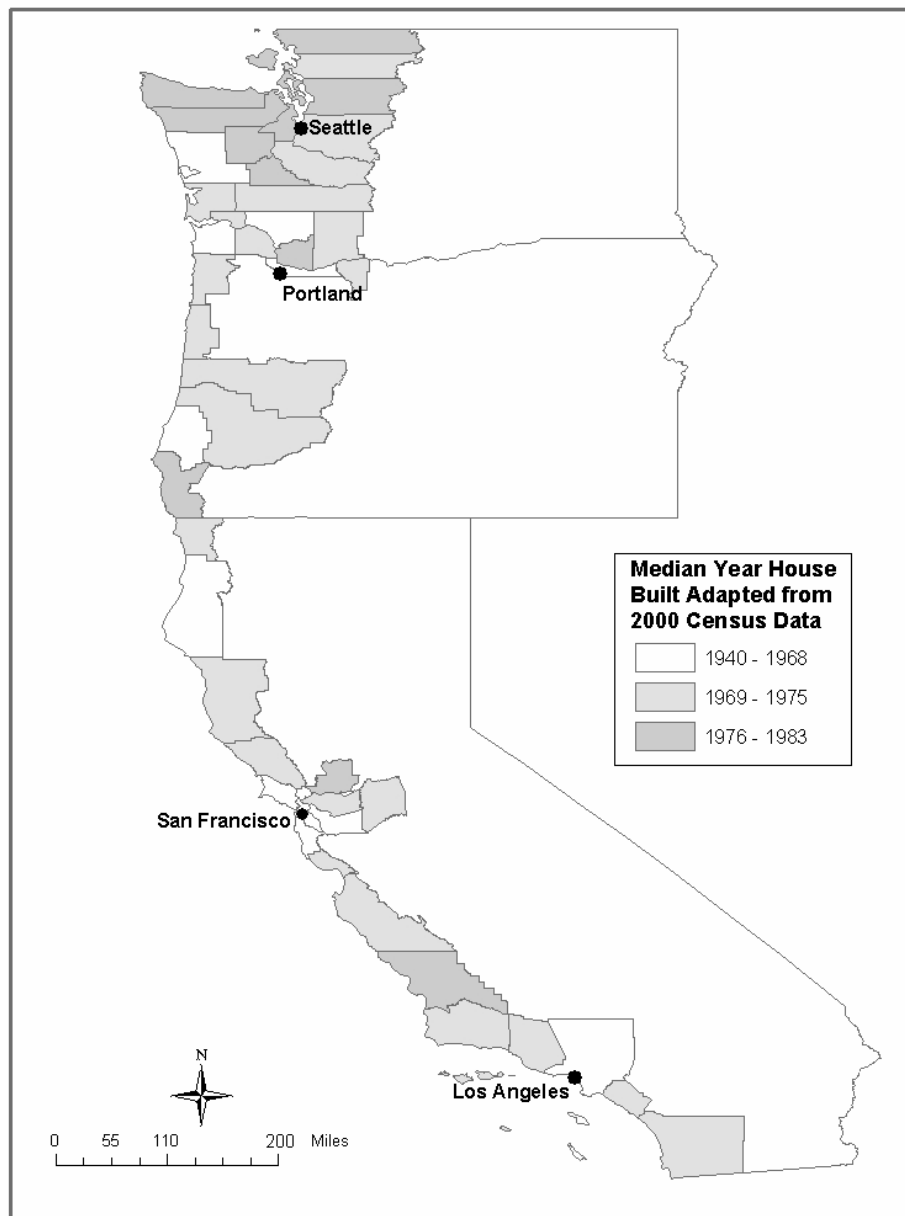 Seattle
Portland
Median Year House
Built Adapted from
2000 Census Data
1940 - 1968
1969 - 1975
1976 - 1983
San Francisco
Los Angeles
N
0 55 110 200 Miles